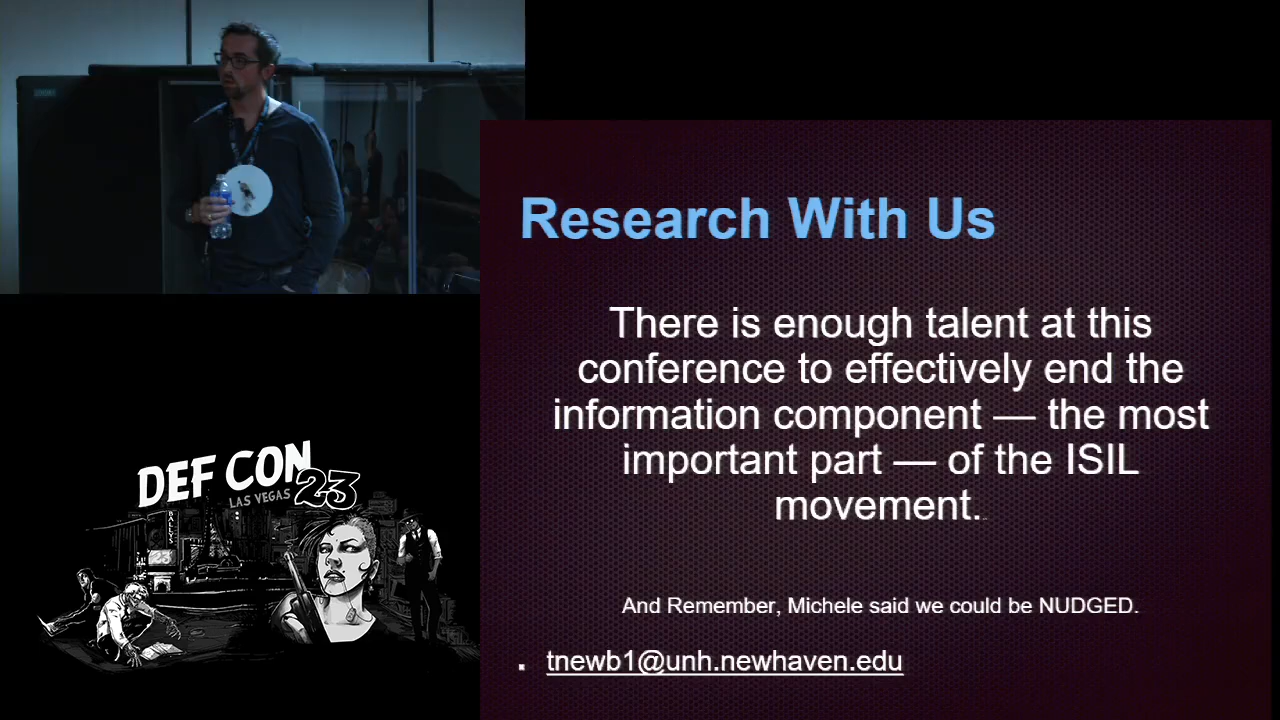 Research With Us
There is enough talent at this
conference to effectively end the
information component — the most
important part — of the ISIL
movement.
And Remember, Michele said we could be NUDGED.
tnewb1@unh.newhaven.edu
DEF CON
LAS VEGAS 23
BALLYS
23